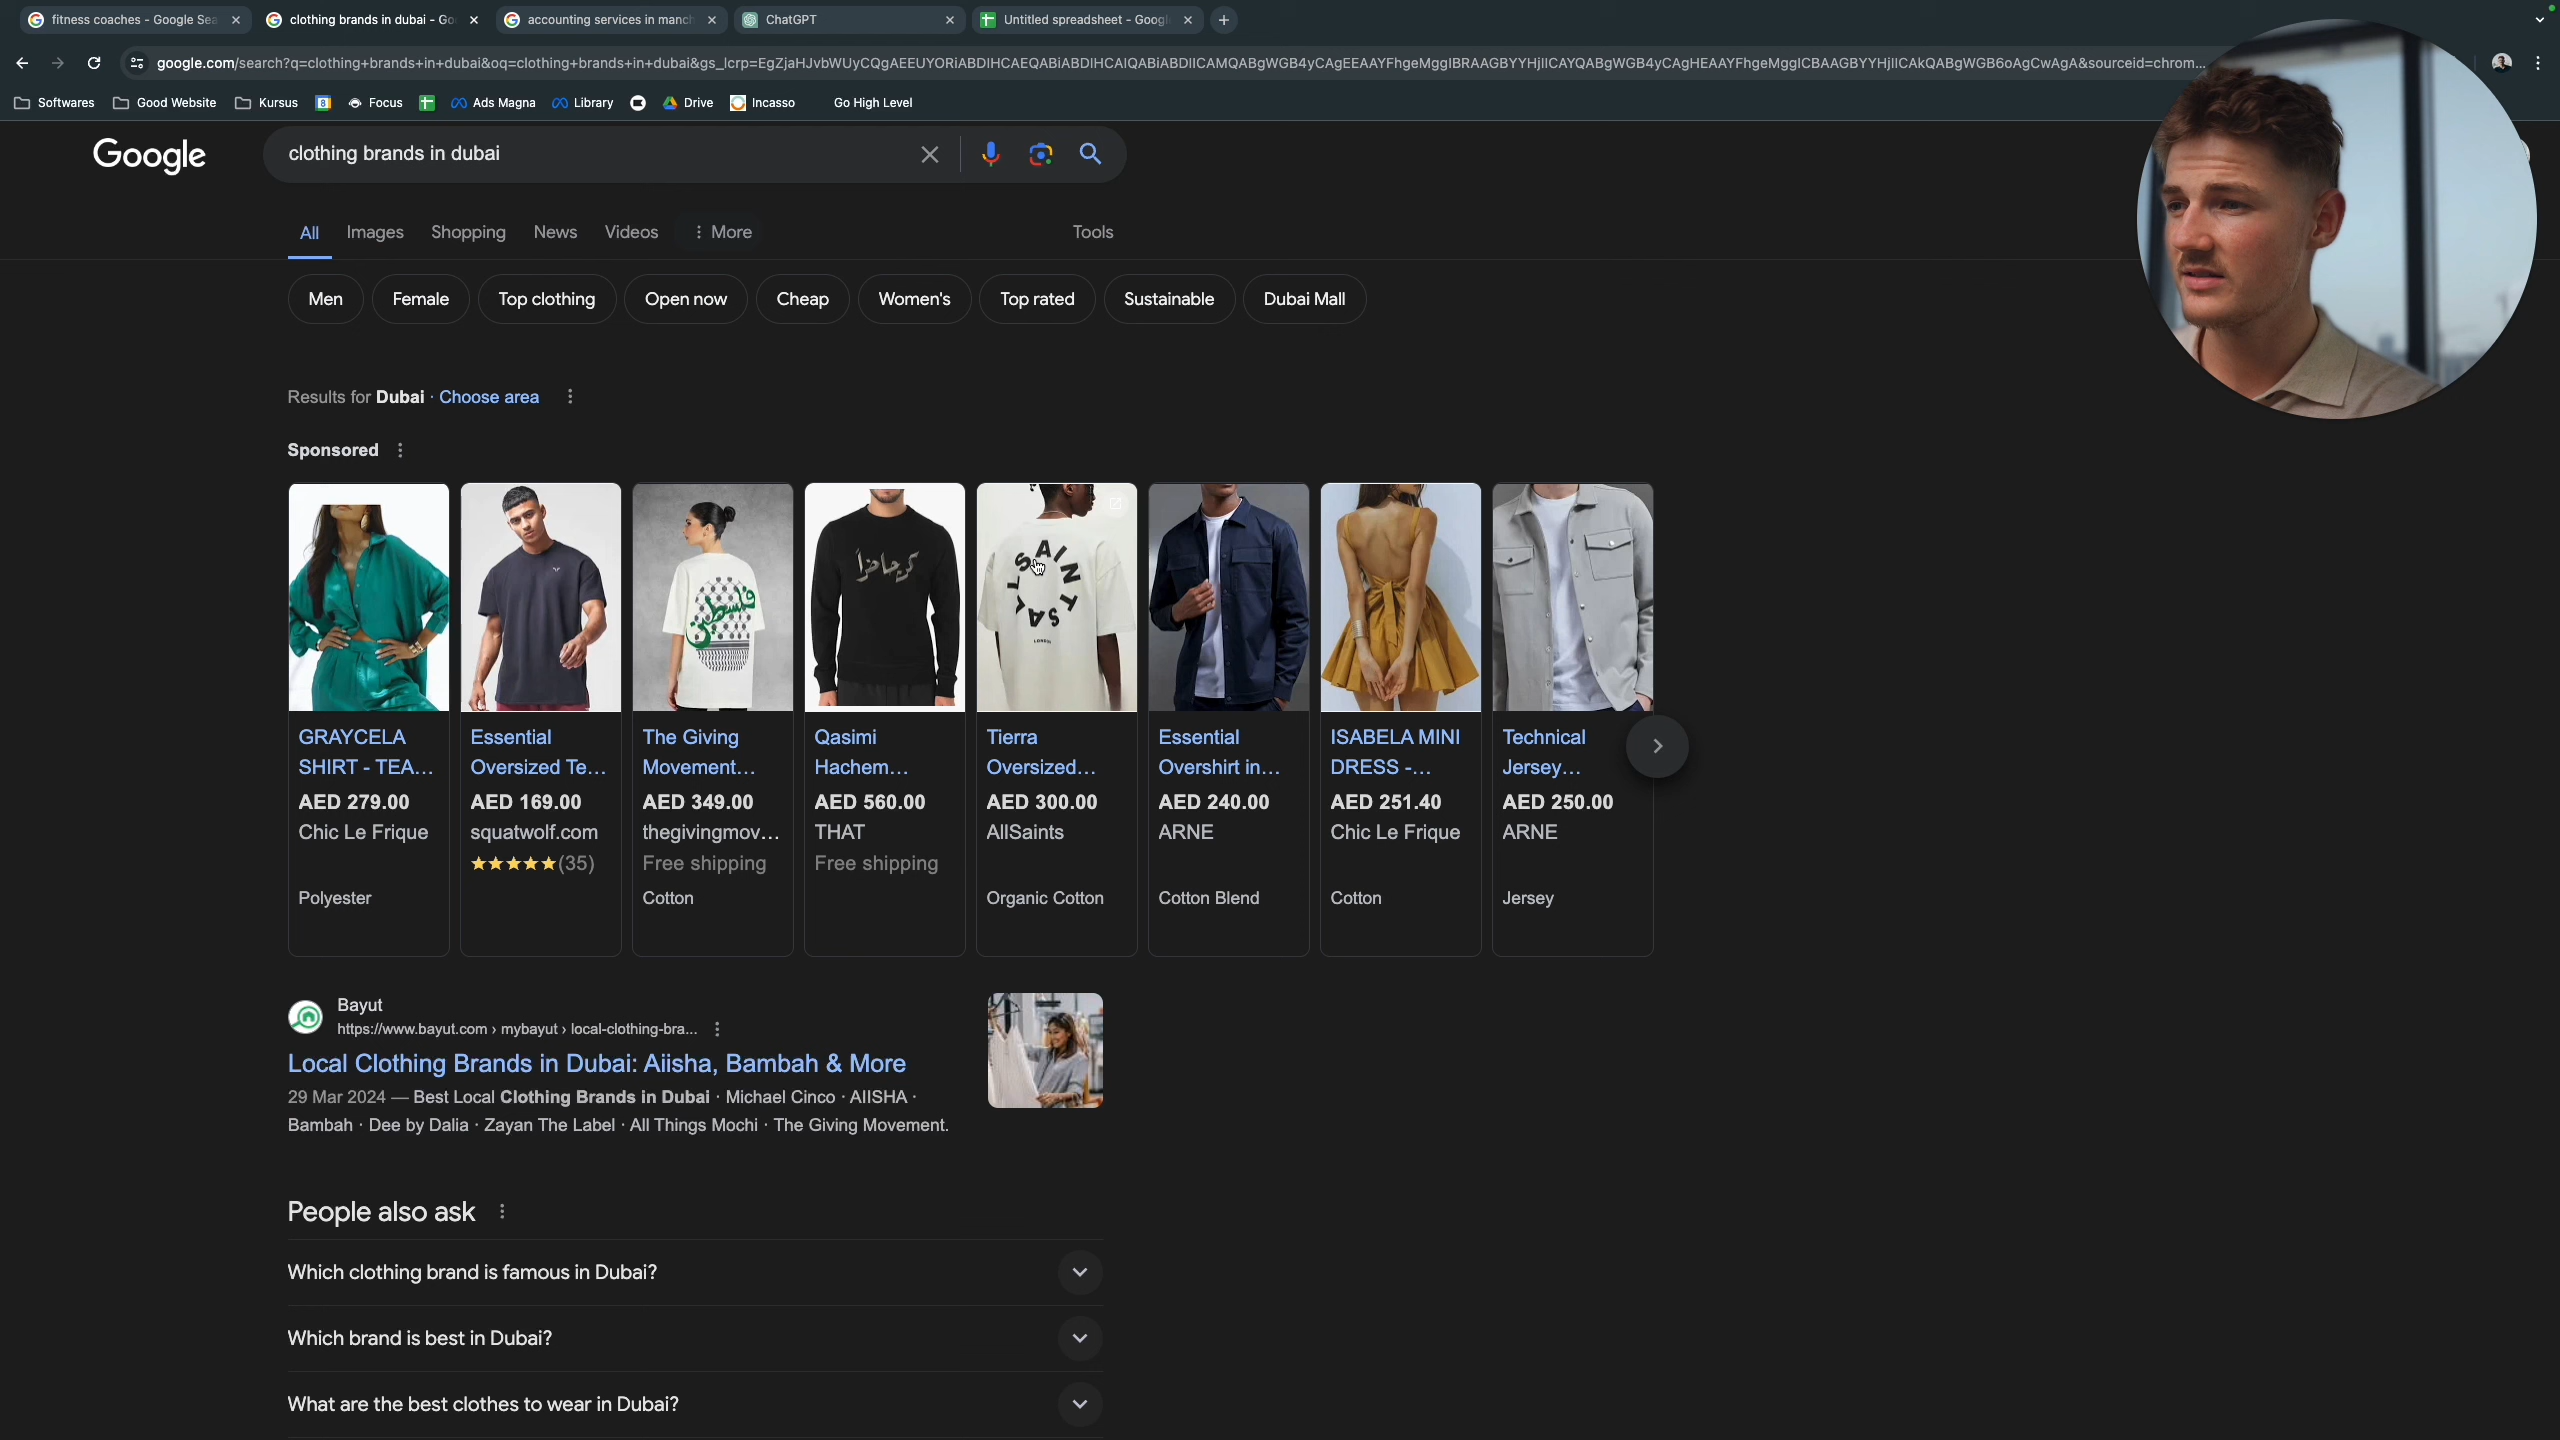 fitness coaches - Google Sea
clothing brands in dubai - Go
accounting services in manch
ChatGPT
Untitled spreadsheet - Googl
google.com/search?q=clothing+brands+in+dubai&oq=clothing+brands+in+dubai&gs_lcrp=EgZjaHJvbWUyCQgAEEUYORiABDIHCAEQABiABDIHCAIQABiABDIICAMQABgWGB4yCAgEEAAYFhgeMggIBRAAGBYYHjIICAYQABgWGB4yCAgHEAAYFhgeMggICBAAGBYYHjIICAkQABgWGB6oAgCwAgA&sourceid=chrom...
Softwares
Good Website
Kursus
Focus
Ads Magna
Library
Drive
Incasso
Go High Level
Google
clothing brands in dubai
All Images Shopping News Videos More Tools
Men Female Top clothing Open now Cheap Women's Top rated Sustainable Dubai Mall
Results for Dubai · Choose area
Sponsored
فلسطين
SAINTSALL
LONDON
GRAYCELA
SHIRT - TEA...
AED 279.00
Chic Le Frique
Polyester
Essential
Oversized Te...
AED 169.00
squatwolf.com
★★★★★(35)
The Giving
Movement...
AED 349.00
thegivingmov...
Free shipping
Cotton
Qasimi
Hachem...
AED 560.00
THAT
Free shipping
Tierra
Oversized...
AED 300.00
AllSaints
Organic Cotton
Essential
Overshirt in...
AED 240.00
ARNE
Cotton Blend
ISABELA MINI
DRESS -...
AED 251.40
Chic Le Frique
Cotton
Technical
Jersey...
AED 250.00
ARNE
Jersey
Bayut
https://www.bayut.com › mybayut › local-clothing-bra...
Local Clothing Brands in Dubai: Aiisha, Bambah & More
29 Mar 2024 — Best Local Clothing Brands in Dubai · Michael Cinco · AIISHA ·
Bambah · Dee by Dalia · Zayan The Label · All Things Mochi · The Giving Movement.
People also ask
Which clothing brand is famous in Dubai?
Which brand is best in Dubai?
What are the best clothes to wear in Dubai?